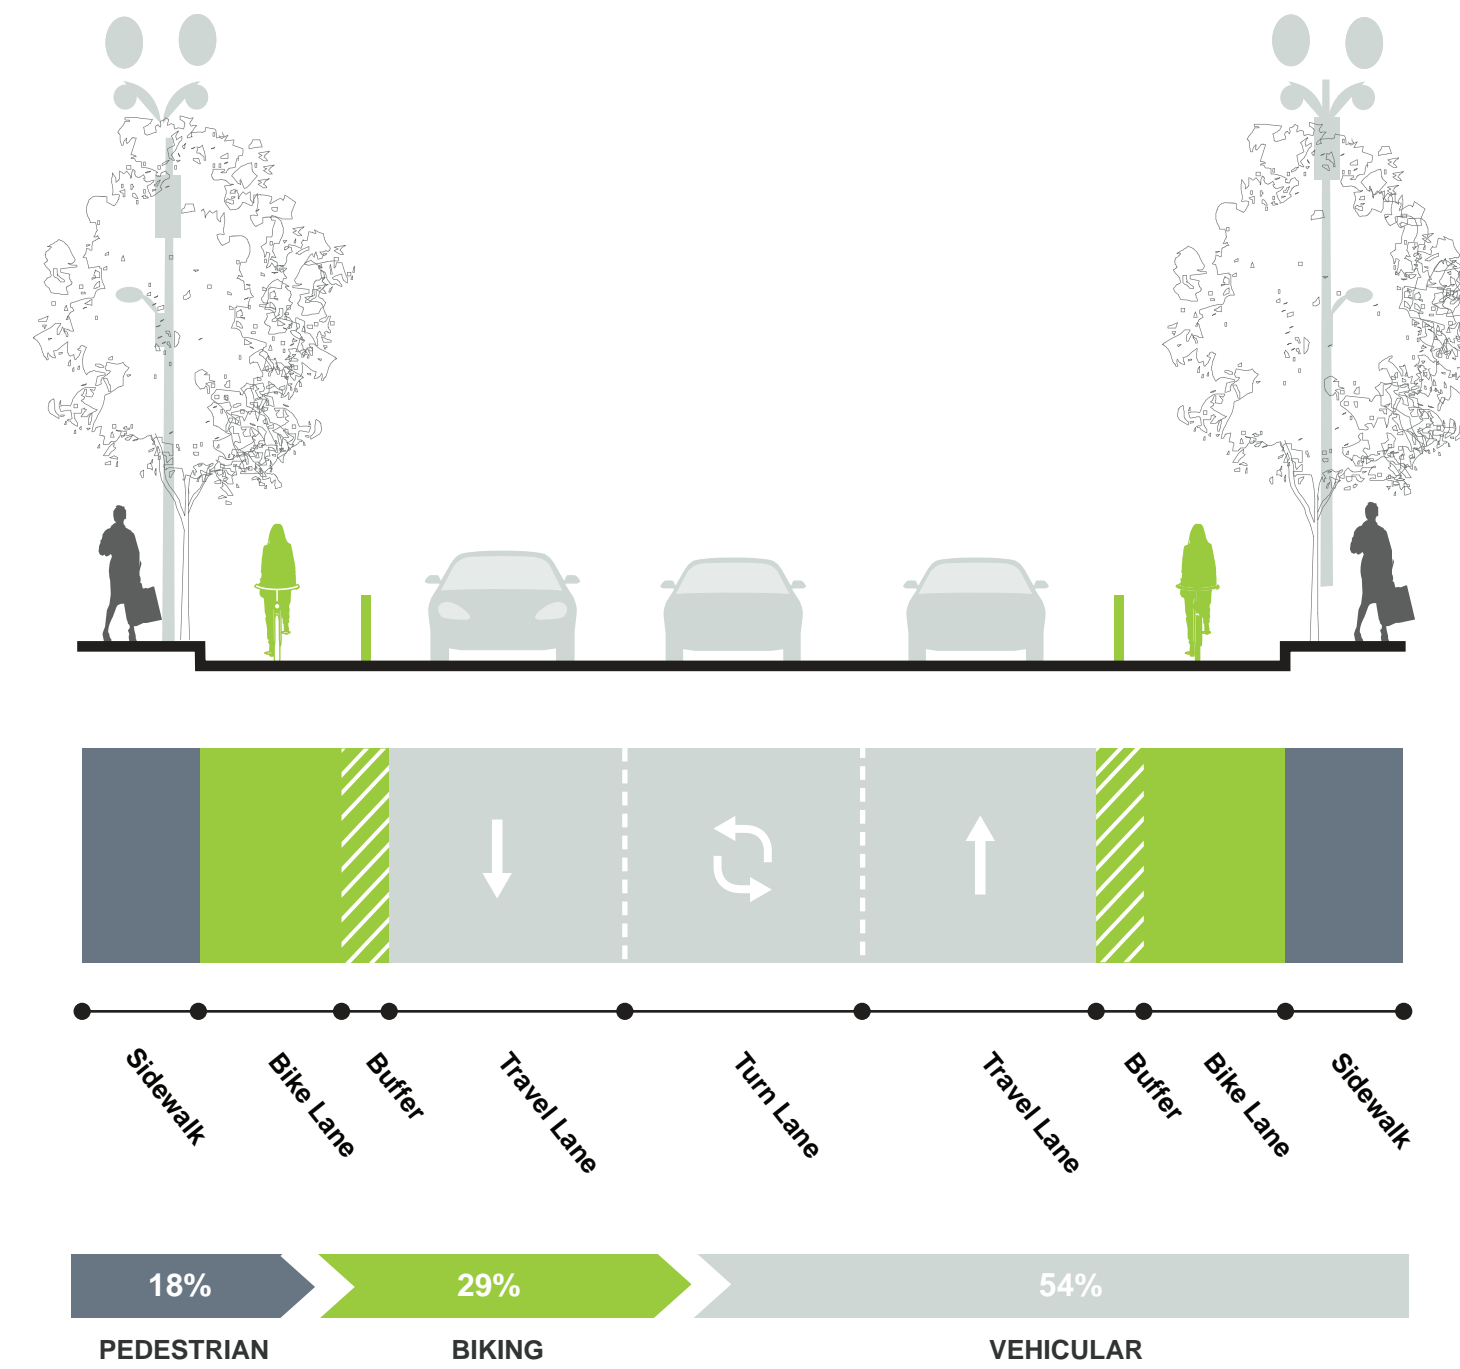 Sidewalk
Bike Lane
Buffer
Travel Lane
Turn Lane
Travel Lane
Buffer
Bike Lane
Sidewalk
18% 29% 54%
PEDESTRIAN BIKING VEHICULAR